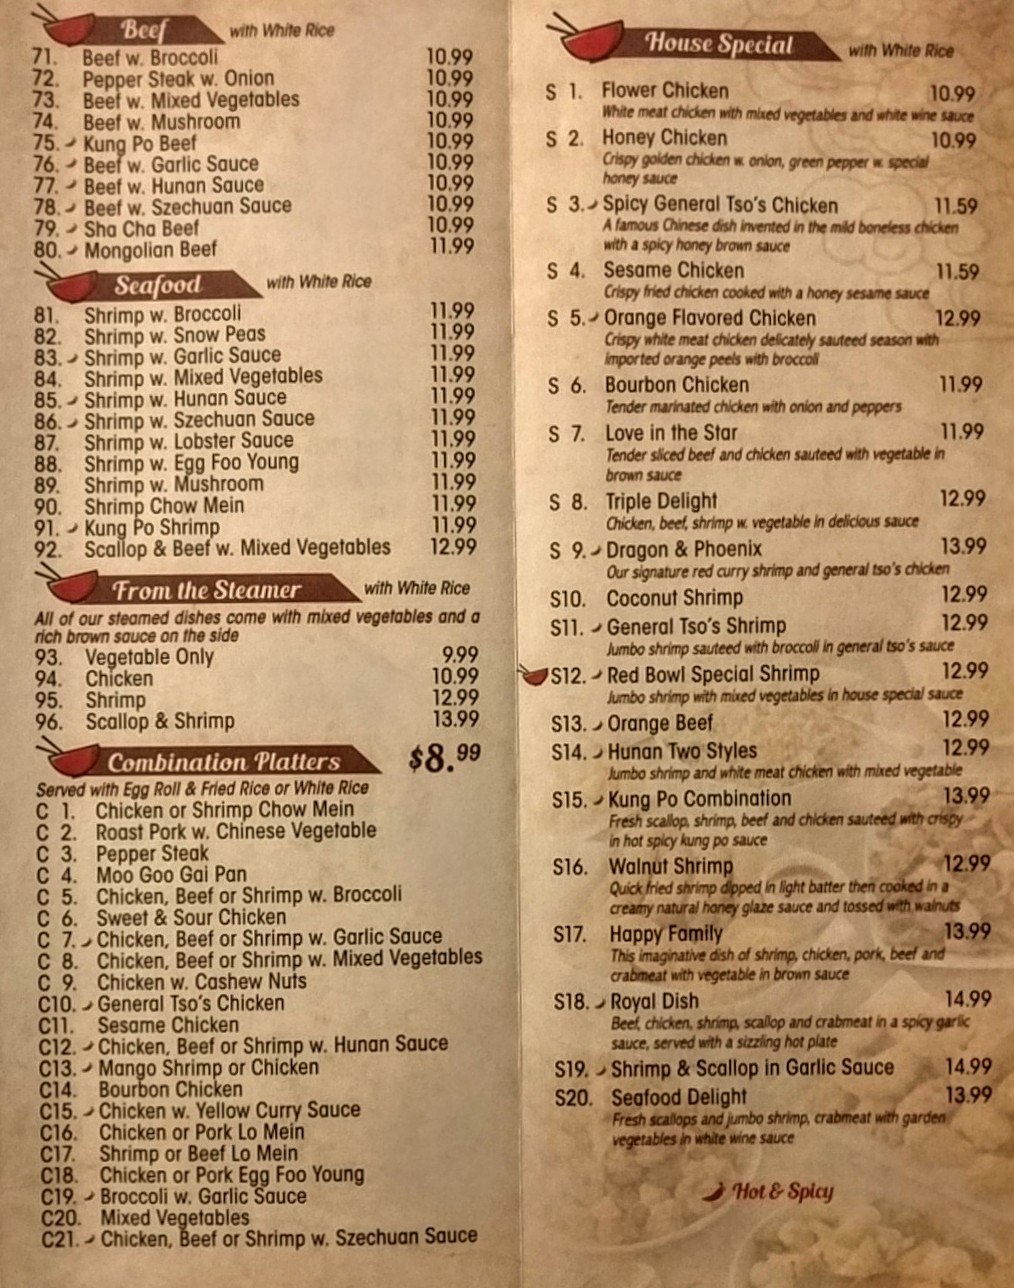 Beef with White Rice
71. Beef w. Broccoli 10.99
72. Pepper Steak w. Onion 10.99
73. Beef w. Mixed Vegetables 10.99
74. Beef w. Mushroom 10.99
75. Kung Po Beef 10.99
76. Beef w. Garlic Sauce 10.99
77. Beef w. Hunan Sauce 10.99
78. Beef w. Szechuan Sauce 10.99
79. Sha Cha Beef 10.99
80. Mongolian Beef 11.99
Seafood with White Rice
81. Shrimp w. Broccoli 11.99
82. Shrimp w. Snow Peas 11.99
83. Shrimp w. Garlic Sauce 11.99
84. Shrimp w. Mixed Vegetables 11.99
85. Shrimp w. Hunan Sauce 11.99
86. Shrimp w. Szechuan Sauce 11.99
87. Shrimp w. Lobster Sauce 11.99
88. Shrimp w. Egg Foo Young 11.99
89. Shrimp w. Mushroom 11.99
90. Shrimp Chow Mein 11.99
91. Kung Po Shrimp 11.99
92. Scallop & Beef w. Mixed Vegetables 12.99
From the Steamer with White Rice
All of our steamed dishes come with mixed vegetables and a
rich brown sauce on the side
93. Vegetable Only 9.99
94. Chicken 10.99
95. Shrimp 12.99
96. Scallop & Shrimp 13.99
Combination Platters $8.99
Served with Egg Roll & Fried Rice or White Rice
C 1. Chicken or Shrimp Chow Mein
C 2. Roast Pork w. Chinese Vegetable
C 3. Pepper Steak
C 4. Moo Goo Gai Pan
C 5. Chicken, Beef or Shrimp w. Broccoli
C 6. Sweet & Sour Chicken
C 7. Chicken, Beef or Shrimp w. Garlic Sauce
C 8. Chicken, Beef or Shrimp w. Mixed Vegetables
C 9. Chicken w. Cashew Nuts
C10. General Tso's Chicken
C11. Sesame Chicken
C12. Chicken, Beef or Shrimp w. Hunan Sauce
C13. Mango Shrimp or Chicken
C14. Bourbon Chicken
C15. Chicken w. Yellow Curry Sauce
C16. Chicken or Pork Lo Mein
C17. Shrimp or Beef Lo Mein
C18. Chicken or Pork Egg Foo Young
C19. Broccoli w. Garlic Sauce
C20. Mixed Vegetables
C21. Chicken, Beef or Shrimp w. Szechuan Sauce
House Special with White Rice
S 1. Flower Chicken 10.99
White meat chicken with mixed vegetables and white wine sauce
S 2. Honey Chicken 10.99
Crispy golden chicken w. onion, green pepper w. special
honey sauce
S 3. Spicy General Tso's Chicken 11.59
A famous Chinese dish invented in the mild boneless chicken
with a spicy honey brown sauce
S 4. Sesame Chicken 11.59
Crispy fried chicken cooked with a honey sesame sauce
S 5. Orange Flavored Chicken 12.99
Crispy white meat chicken delicately sauteed season with
imported orange peels with broccoli
S 6. Bourbon Chicken 11.99
Tender marinated chicken with onion and peppers
S 7. Love in the Star 11.99
Tender sliced beef and chicken sauteed with vegetable in
brown sauce
S 8. Triple Delight 12.99
Chicken, beef, shrimp w. vegetable in delicious sauce
S 9. Dragon & Phoenix 13.99
Our signature red curry shrimp and general tso's chicken
S10. Coconut Shrimp 12.99
S11. General Tso's Shrimp 12.99
Jumbo shrimp sauteed with broccoli in general tso's sauce
S12. Red Bowl Special Shrimp 12.99
Jumbo shrimp with mixed vegetables in house special sauce
S13. Orange Beef 12.99
S14. Hunan Two Styles 12.99
Jumbo shrimp and white meat chicken with mixed vegetable
S15. Kung Po Combination 13.99
Fresh scallop, shrimp, beef and chicken sauteed with crispy
in hot spicy kung po sauce
S16. Walnut Shrimp 12.99
Quick fried shrimp dipped in light batter then cooked in a
creamy natural honey glaze sauce and tossed with walnuts
S17. Happy Family 13.99
This imaginative dish of shrimp, chicken, pork, beef and
crabmeat with vegetable in brown sauce
S18. Royal Dish 14.99
Beef, chicken, shrimp, scallop and crabmeat in a spicy garlic
sauce, served with a sizzling hot plate
S19. Shrimp & Scallop in Garlic Sauce 14.99
S20. Seafood Delight 13.99
Fresh scallops and jumbo shrimp, crabmeat with garden
vegetables in white wine sauce
Hot & Spicy